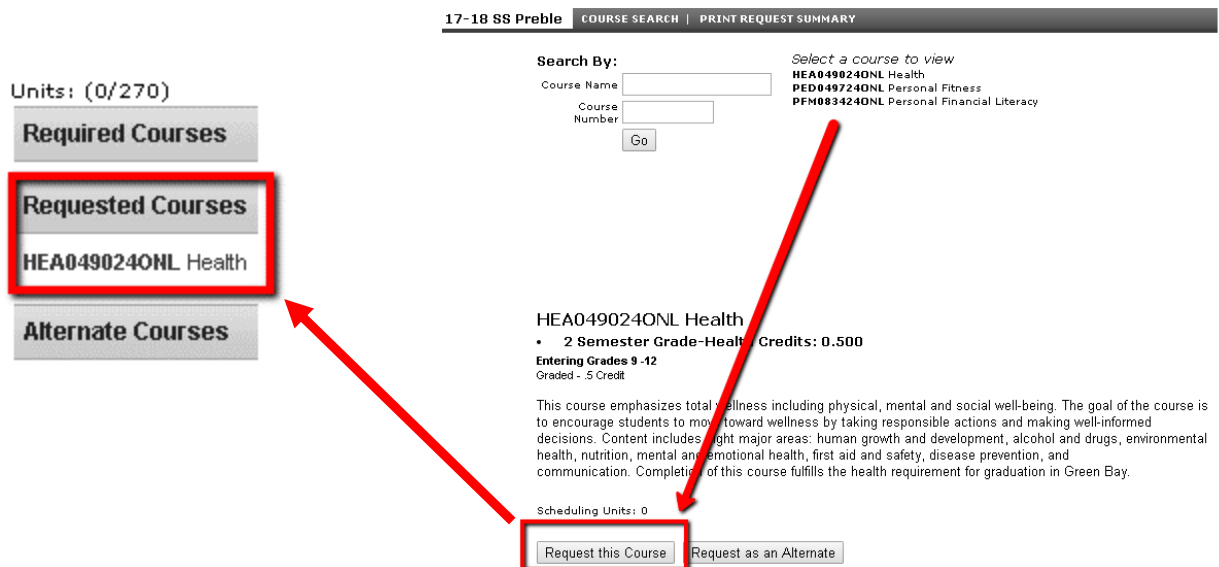 17-18 SS Preble COURSE SEARCH | PRINT REQUEST SUMMARY
Units: (0/270)
Required Courses
Requested Courses
HEA049024ONL Health
Alternate Courses
Search By:
Course Name
Course
Number
Go
Select a course to view
HEA049024ONL Health
PED049724ONL Personal Fitness
PFM083424ONL Personal Financial Literacy
HEA049024ONL Health
• 2 Semester Grade-Health Credits: 0.500
Entering Grades 9 -12
Graded - .5 Credit
This course emphasizes total wellness including physical, mental and social well-being. The goal of the course is
to encourage students to move toward wellness by taking responsible actions and making well-informed
decisions. Content includes eight major areas: human growth and development, alcohol and drugs, environmental
health, nutrition, mental and emotional health, first aid and safety, disease prevention, and
communication. Completion of this course fulfills the health requirement for graduation in Green Bay.
Scheduling Units: 0
Request this Course Request as an Alternate